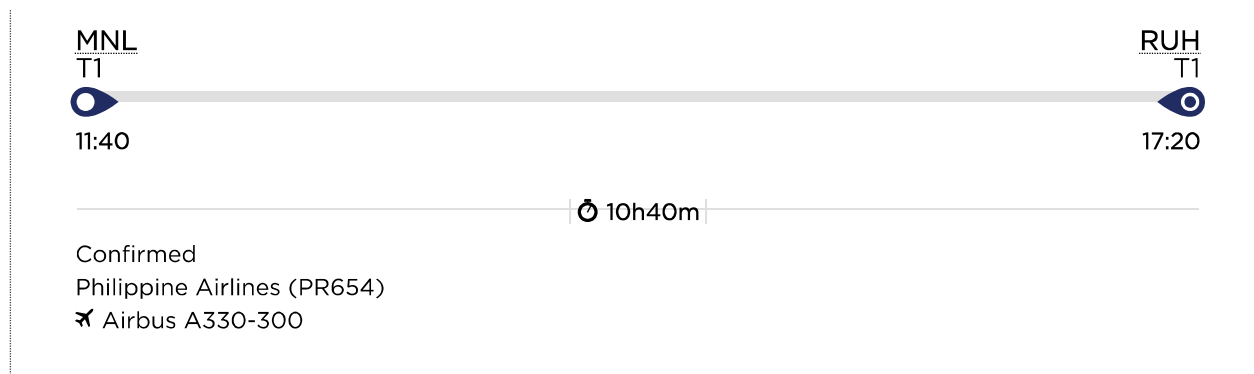 MNL
RUH
T1
T1
11:40
17:20
10h40m
Confirmed
Philippine Airlines (PR654)
Airbus A330-300